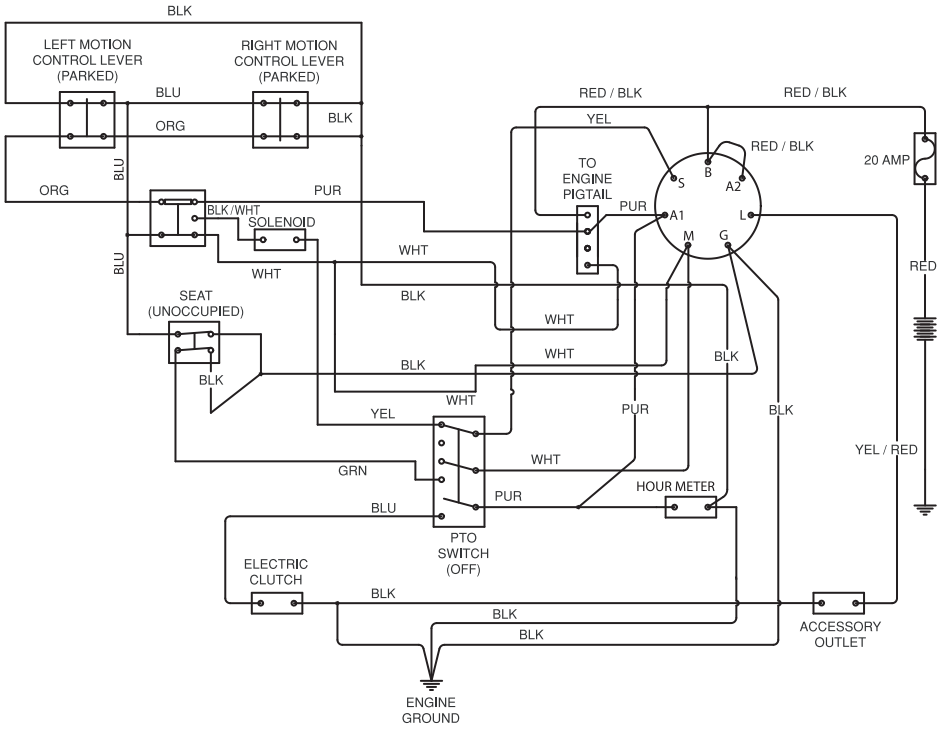 BLK
LEFT MOTION
CONTROL LEVER
(PARKED)
RIGHT MOTION
CONTROL LEVER
(PARKED)
BLU
BLK
ORG
RED / BLK
RED / BLK
YEL
RED / BLK
20 AMP
TO
ENGINE
PIGTAIL
B
S
A2
BLU
ORG
PUR
PUR
A1
L
BLK/WHT
SOLENOID
M
G
WHT
WHT
BLU
RED
BLK
SEAT
(UNOCCUPIED)
WHT
WHT
BLK
BLK
BLK
WHT
YEL
PUR
BLK
YEL / RED
GRN
WHT
HOUR METER
PUR
BLU
PTO
SWITCH
(OFF)
ELECTRIC
CLUTCH
BLK
BLK
BLK
ACCESSORY
OUTLET
ENGINE
GROUND